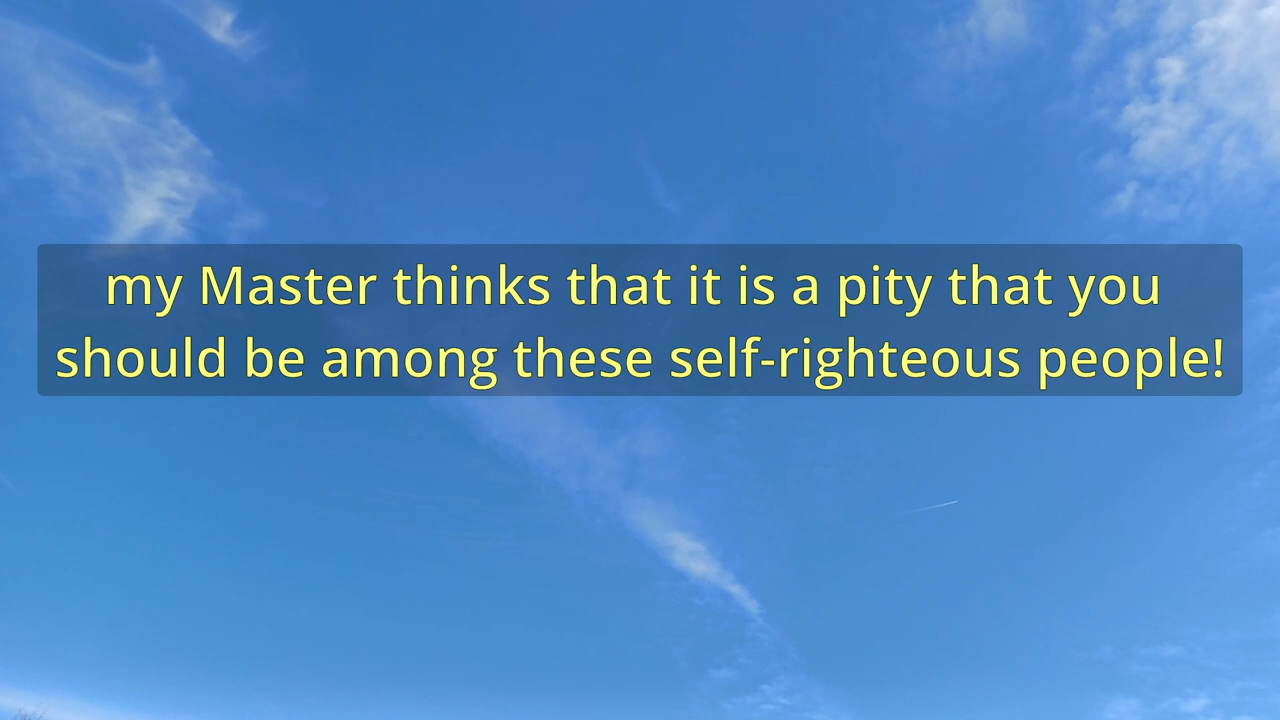 my Master thinks that it is a pity that you
should be among these self-righteous people!